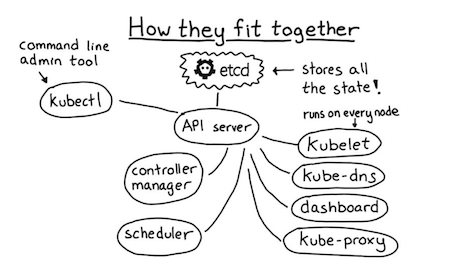 How they fit together
command line
admin tool
etcd
stores all
the state!
kubectl
runs on every node
API server
kubelet
controller
manager
kube-dns
dashboard
scheduler
kube-proxy